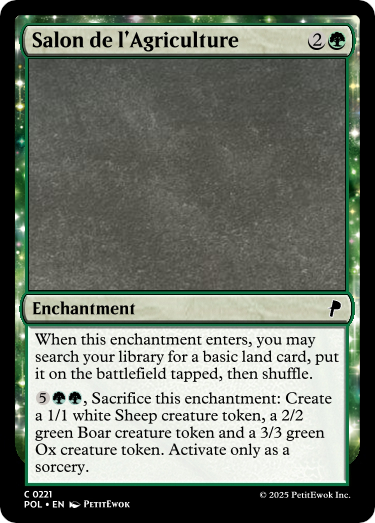 Salon de l'Agriculture 2
Enchantment
When this enchantment enters, you may
search your library for a basic land card, put
it on the battlefield tapped, then shuffle.
5, Sacrifice this enchantment: Create
a 1/1 white Sheep creature token, a 2/2
green Boar creature token and a 3/3 green
Ox creature token. Activate only as a
sorcery.
C 0221
POL • EN PetitEwok
© 2025 PetitEwok Inc.